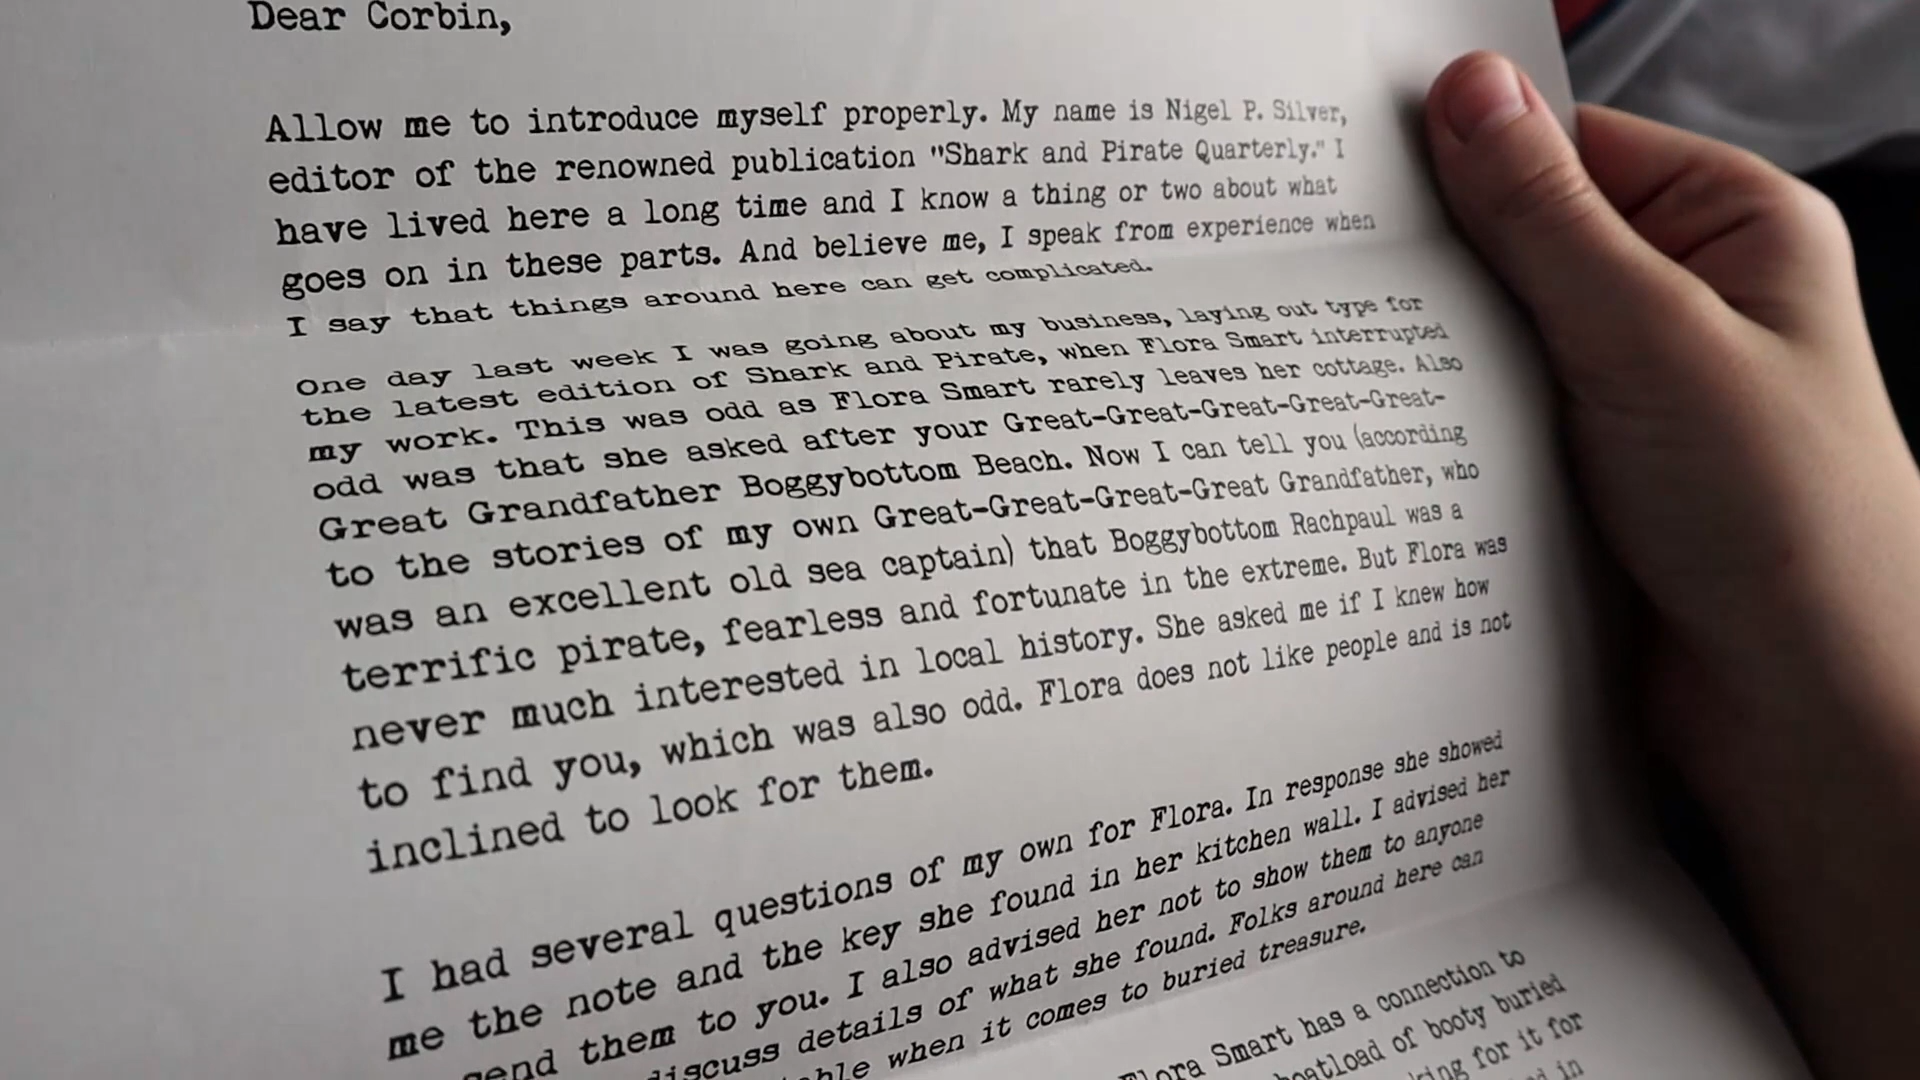 Dear Corbin,
Allow me to introduce myself properly. My name is Nigel P. Silver,
editor of the renowned publication "Shark and Pirate Quarterly." I
have lived here a long time and I know a thing or two about what
goes on in these parts. And believe me, I speak from experience when
I say that things around here can get complicated.
One day last week I was going about my business, laying out type for
the latest edition of Shark and Pirate, when Flora Smart interrupted
my work. This was odd as Flora Smart rarely leaves her cottage. Also
odd was that she asked after your Great-Great-Great-Great-Great-
Great Grandfather Boggybottom Beach. Now I can tell you (according
to the stories of my own Great-Great-Great-Great Grandfather, who
was an excellent old sea captain) that Boggybottom Rachpaul was a
terrific pirate, fearless and fortunate in the extreme. But Flora was
never much interested in local history. She asked me if I knew how
to find you, which was also odd. Flora does not like people and is not
inclined to look for them.
I had several questions of my own for Flora. In response she showed
me the note and the key she found in her kitchen wall. I advised her
send them to you. I also advised her not to show them to anyone
discuss details of what she found. Folks around here can
when it comes to buried treasure.
Flora Smart has a connection to
boatload of booty buried
for it for
in